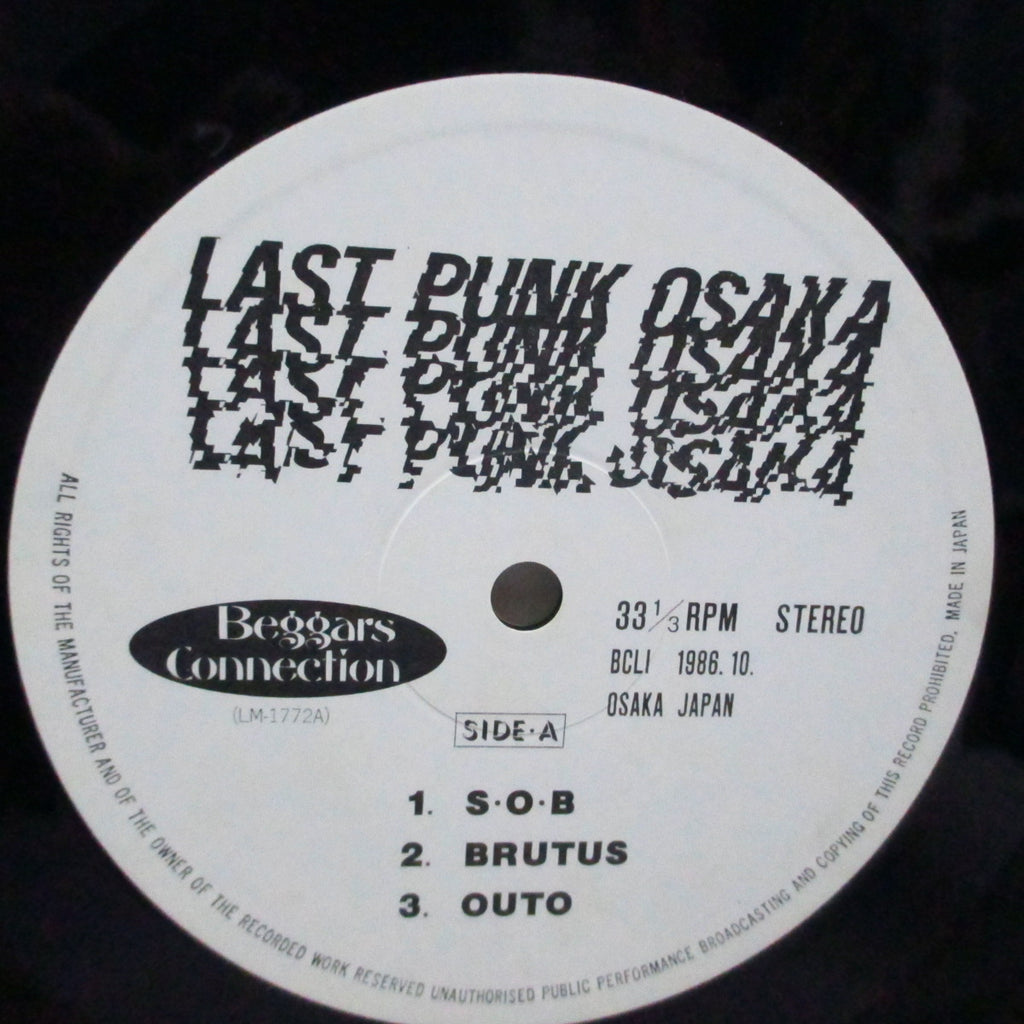 LAST PUNK OSAKA
LAST PUNK OSAKA
LAST PUNK OSAKA
LAST PUNK OSAKA
Beggars
Connection
(LM-1772A)
33 1/3 RPM STEREO
BCLI 1986.10.
OSAKA JAPAN
SIDE·A
1. S·O·B
2. BRUTUS
3. OUTO
ALL RIGHTS OF THE MANUFACTURER AND OF THE OWNER OF THE RECORDED WORK RESERVED UNAUTHORISED PUBLIC PERFORMANCE BROADCASTING AND COPYING OF THIS RECORD PROHIBITED. MADE IN JAPAN